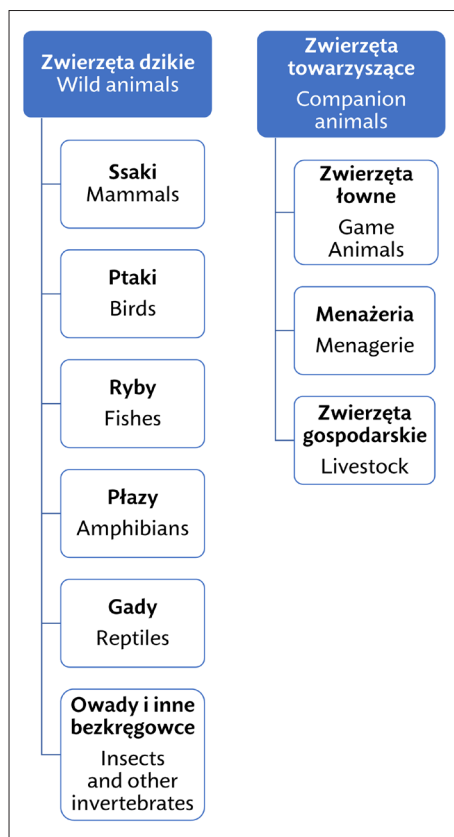 Zwierzęta dzikie
Wild animals
Ssaki
Mammals
Ptaki
Birds
Ryby
Fishes
Płazy
Amphibians
Gady
Reptiles
Owady i inne
bezkręgowce
Insects
and other
invertebrates
Zwierzęta
towarzyszące
Companion
animals
Zwierzęta
łowne
Game
Animals
Menażeria
Menagerie
Zwierzęta
gospodarskie
Livestock